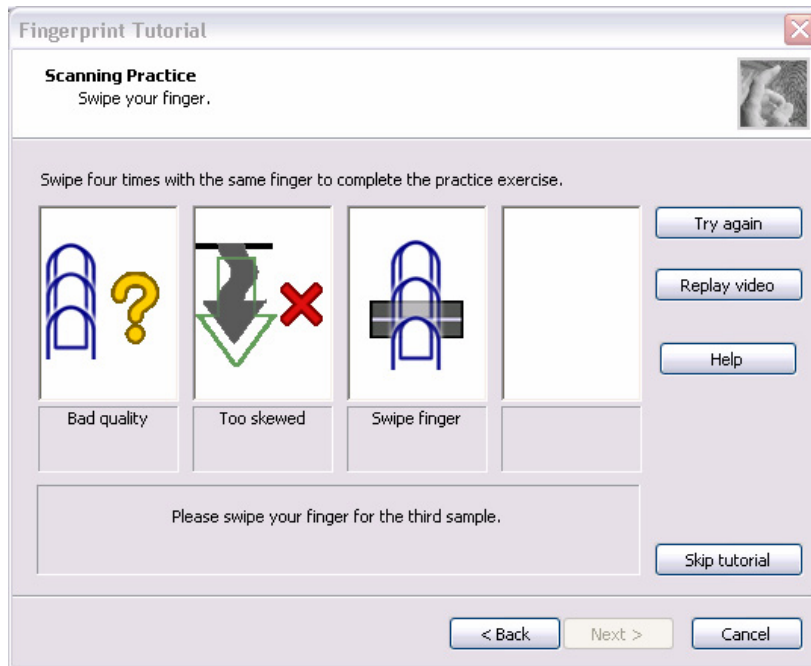 Fingerprint Tutorial
Scanning Practice
Swipe your finger.
Swipe four times with the same finger to complete the practice exercise.
?
Bad quality
Too skewed
Swipe finger
Please swipe your finger for the third sample.
Try again
Replay video
Help
Skip tutorial
< Back
Next >
Cancel